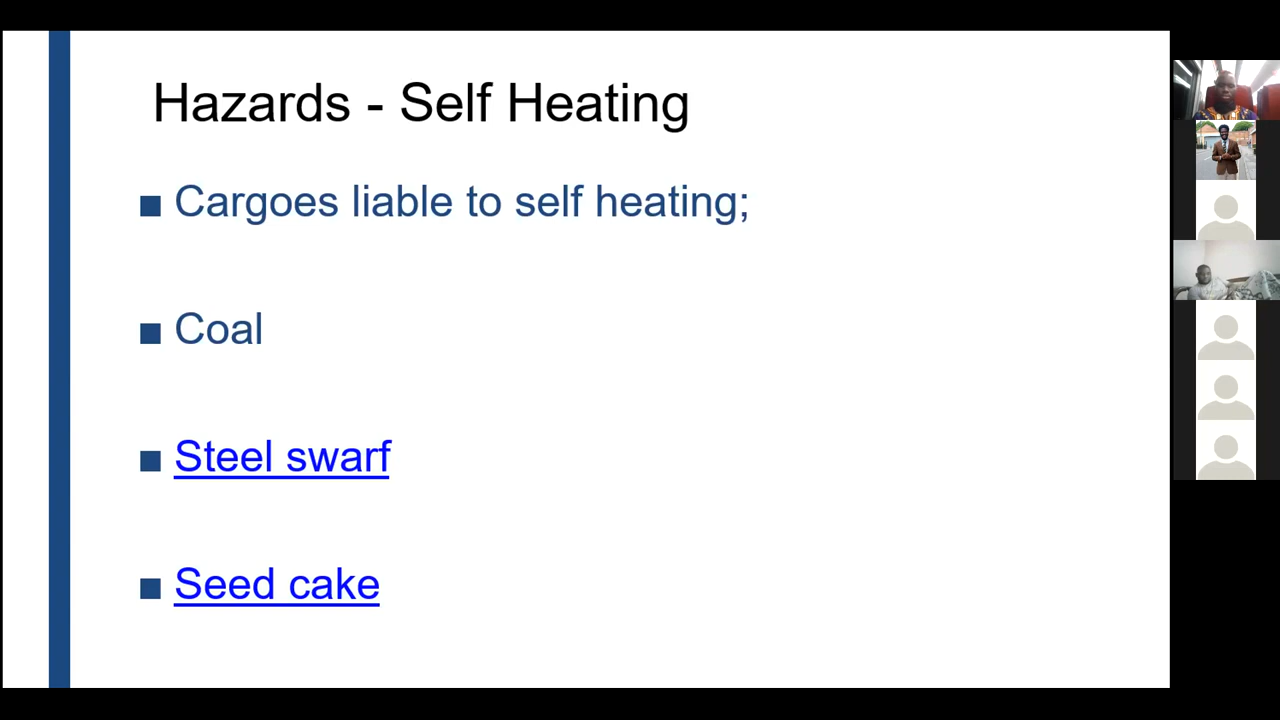 Hazards - Self Heating
■ Cargoes liable to self heating;
■ Coal
■ Steel swarf
■ Seed cake